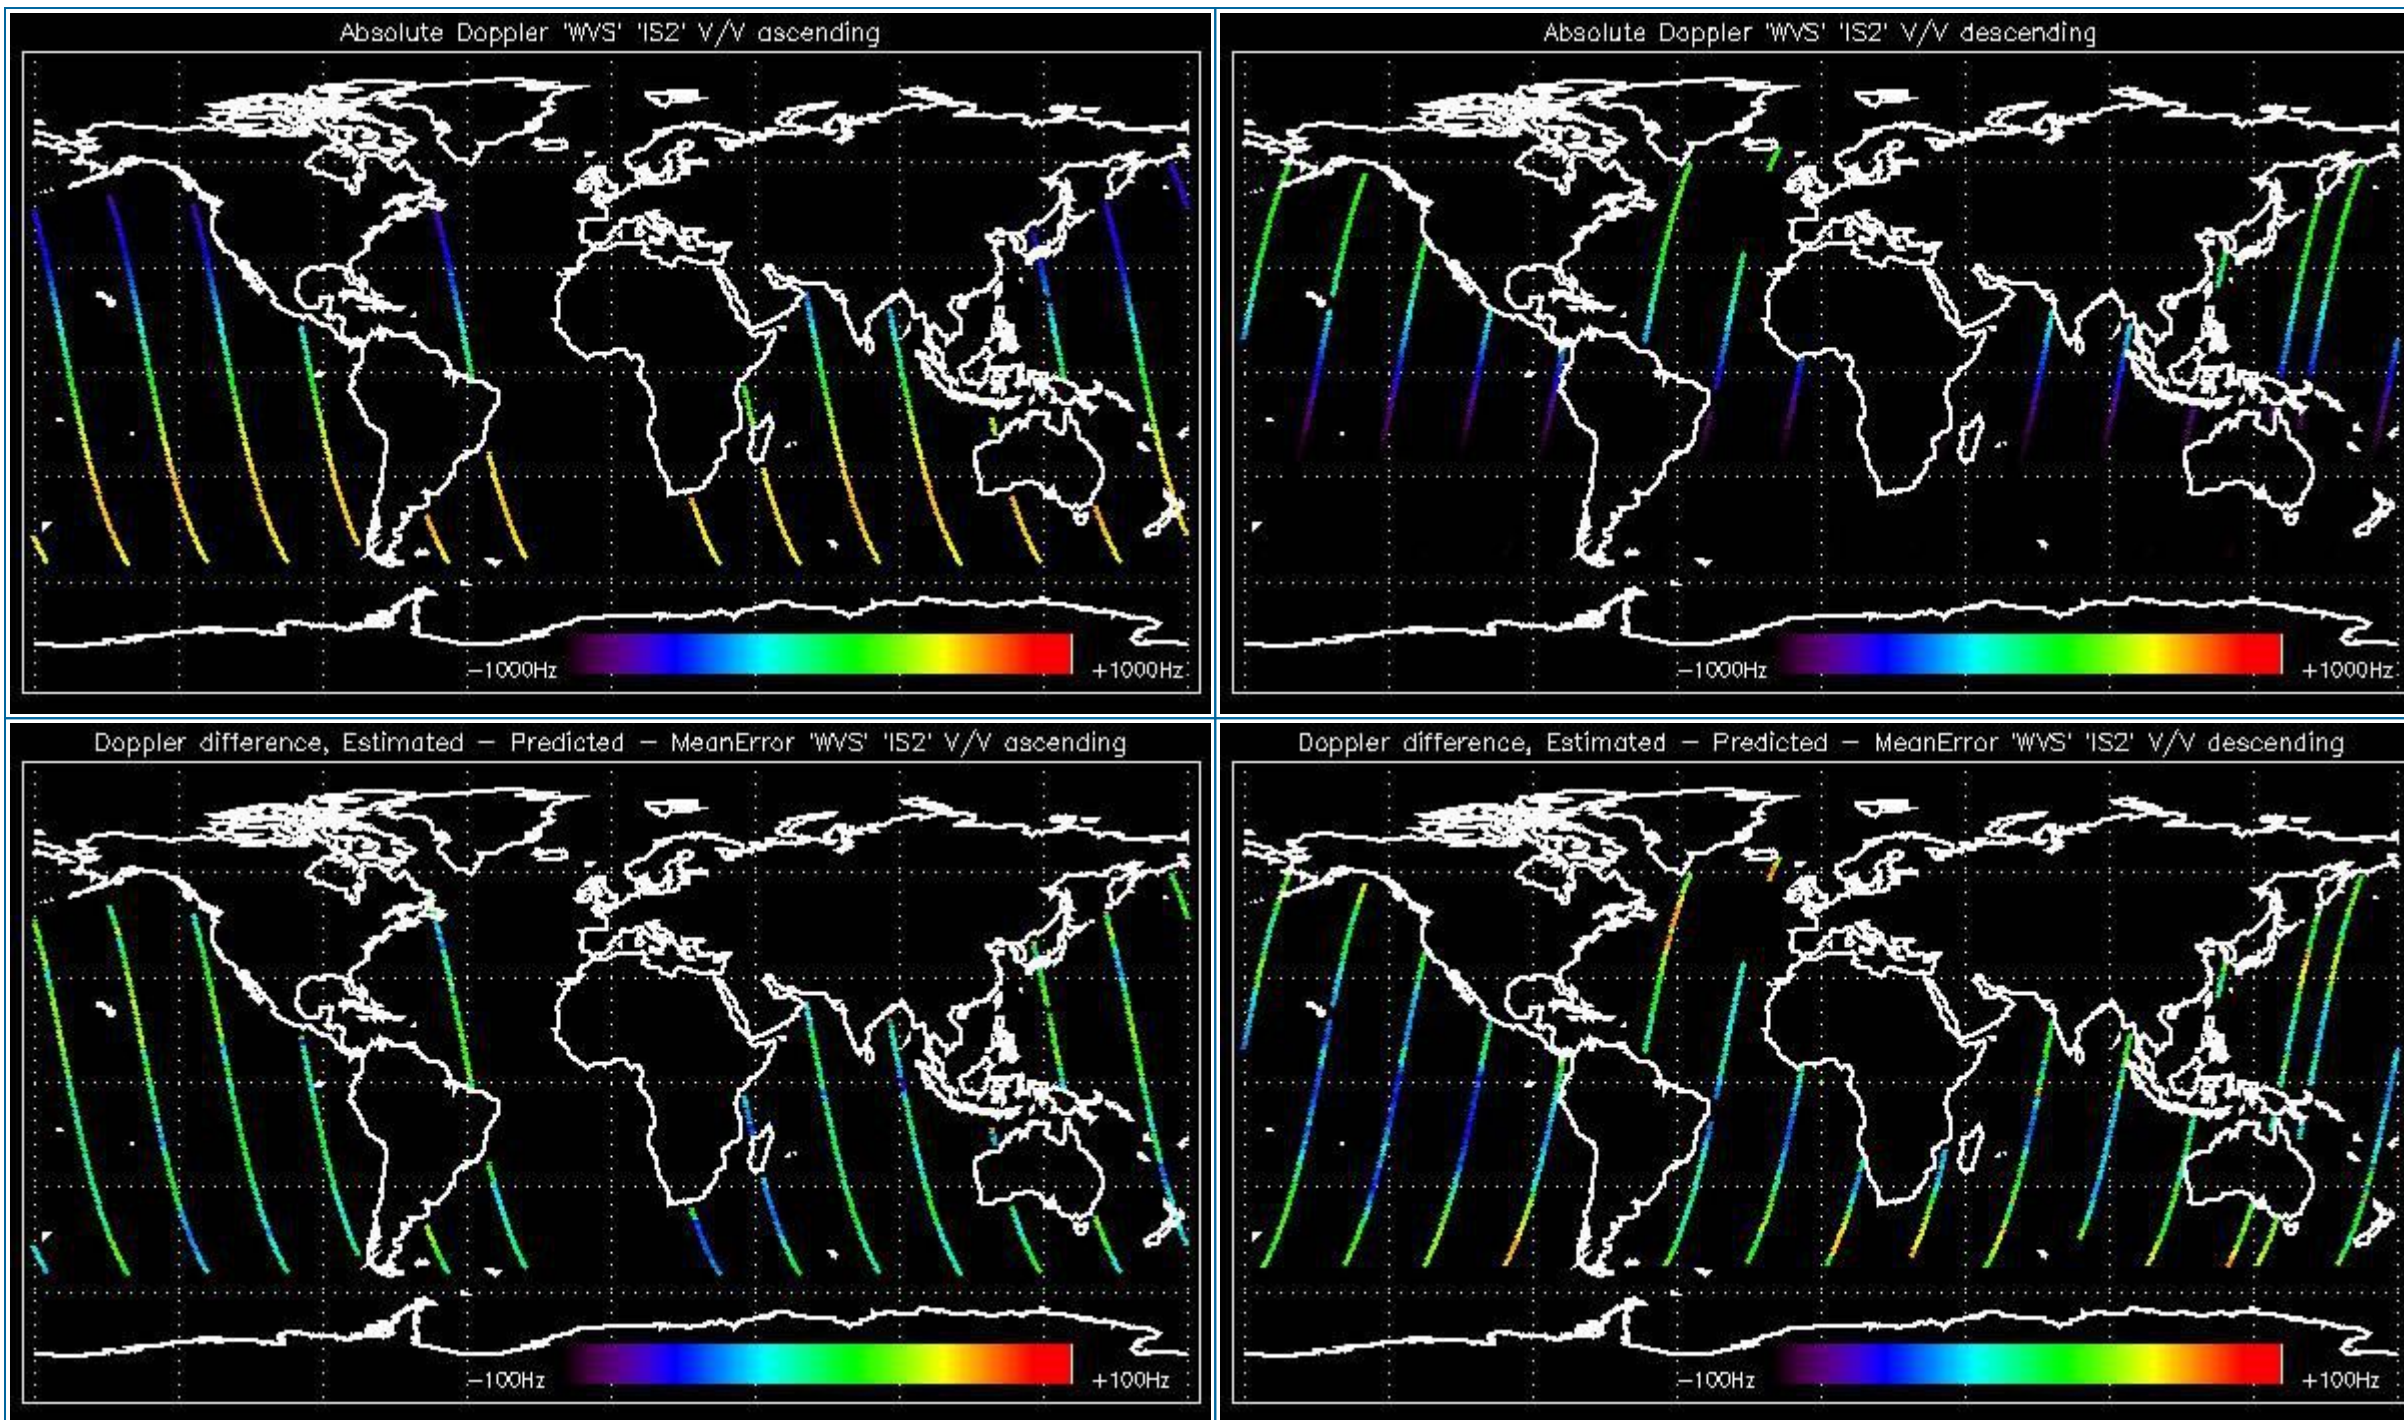 Absolute Doppler 'WVS' 'IS2' V/V ascending
−1000Hz
+1000Hz
Absolute Doppler 'WVS' 'IS2' V/V descending
−1000Hz
+1000Hz
Doppler difference, Estimated − Predicted − MeanError 'WVS' 'IS2' V/V ascending
−100Hz
+100Hz
Doppler difference, Estimated − Predicted − MeanError 'WVS' 'IS2' V/V descending
−100Hz
+100Hz